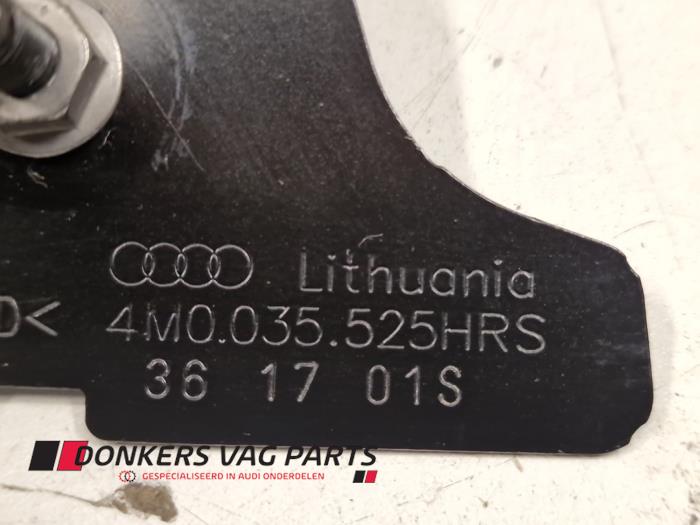 Lithuania
D<
4M0.035.525HRS
36 17 01S
DONKERS VAG PARTS
GESPECIALISEERD IN AUDI ONDERDELEN